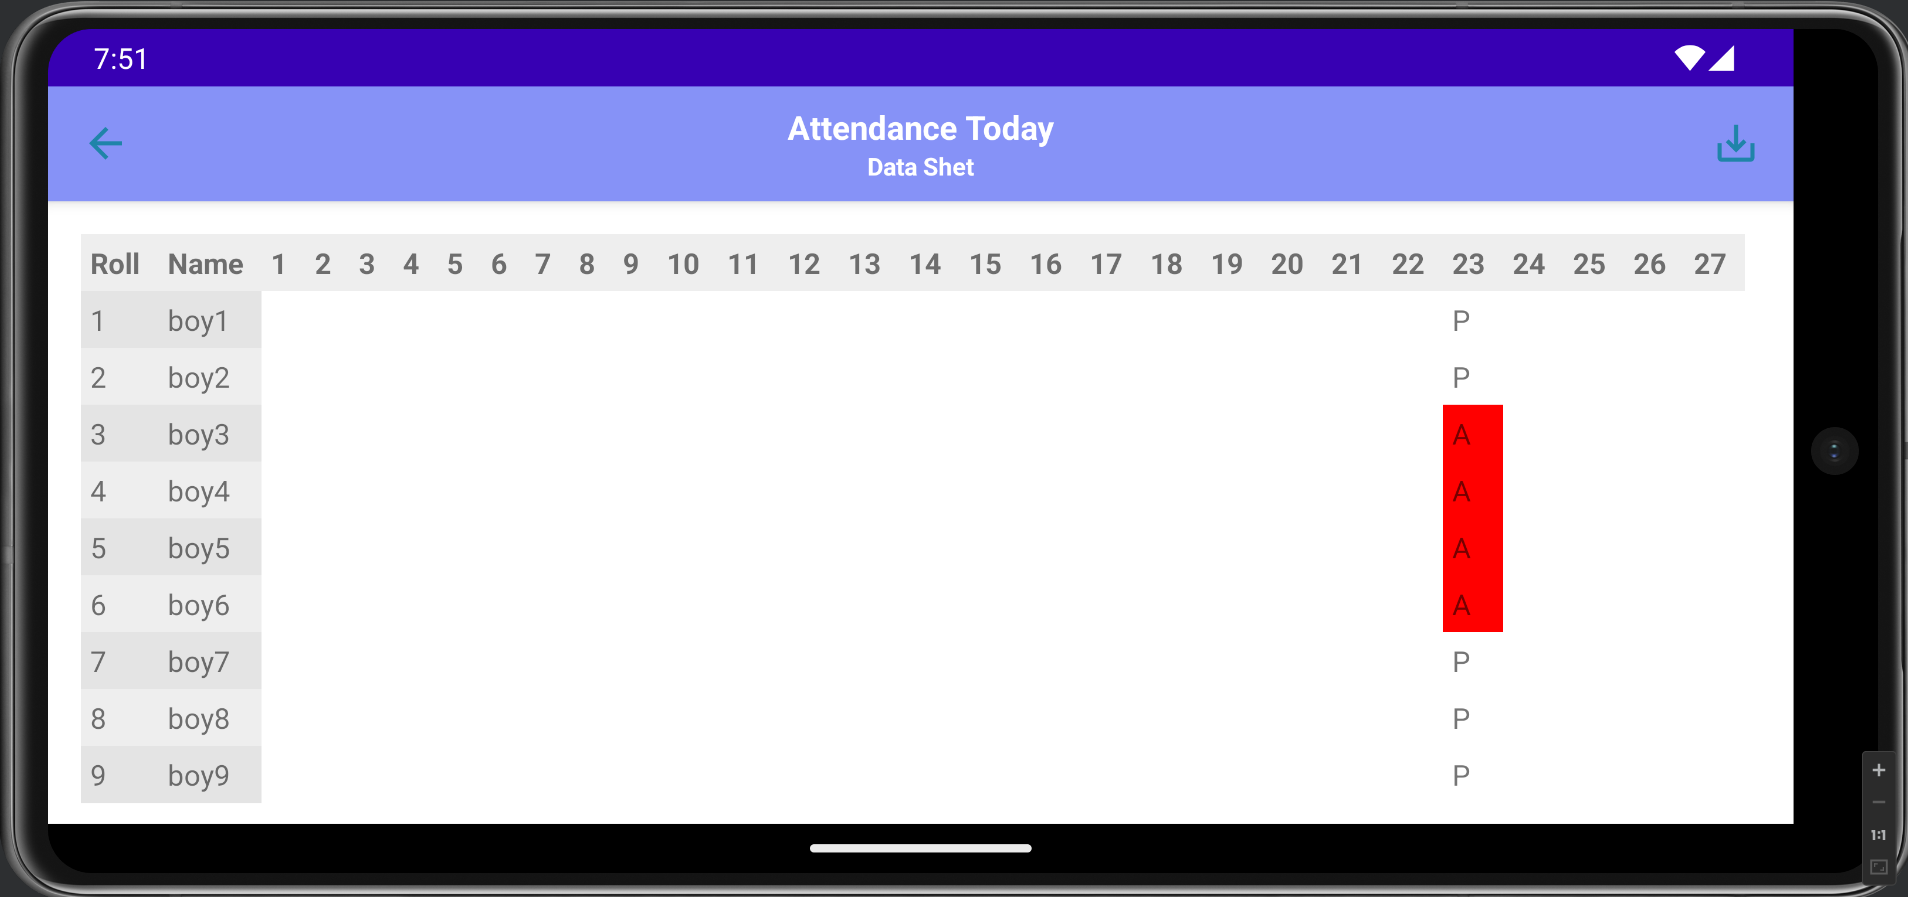 7:51
Attendance Today
Data Shet
Roll Name 1 2 3 4 5 6 7 8 9 10 11 12 13 14 15 16 17 18 19 20 21 22 23 24 25 26 27
1 boy1 P
2 boy2 P
3 boy3 A
4 boy4 A
5 boy5 A
6 boy6 A
7 boy7 P
8 boy8 P
9 boy9 P
1:1